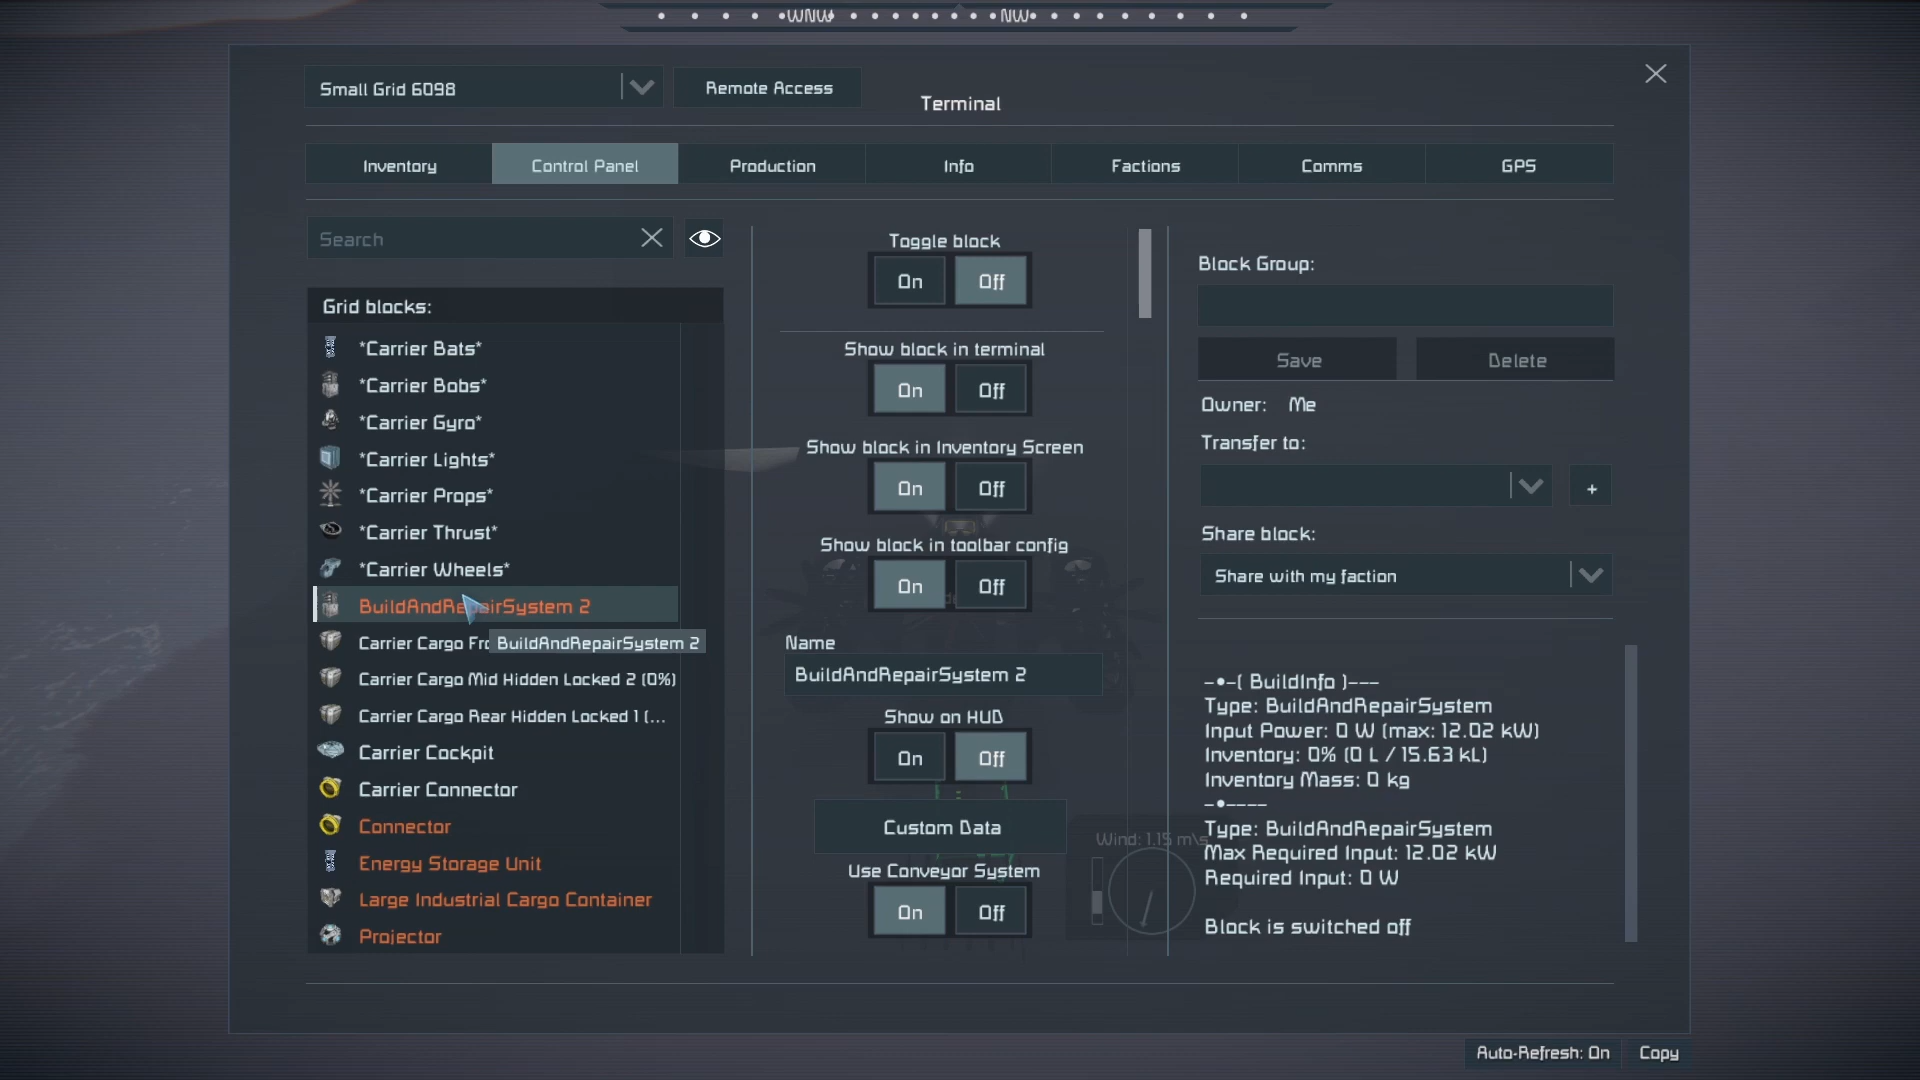 WNW
NW
Small Grid 6098
Remote Access
Terminal
Inventory
Control Panel
Production
Info
Factions
Comms
GPS
Search
Grid blocks:
*Carrier Bats*
*Carrier Bobs*
*Carrier Gyro*
*Carrier Lights*
*Carrier Props*
*Carrier Thrust*
*Carrier Wheels*
BuildAndRepairSystem 2
Carrier Cargo Fro
BuildAndRepairSystem 2
Carrier Cargo Mid Hidden Locked 2 (0%)
Carrier Cargo Rear Hidden Locked 1 (...
Carrier Cockpit
Carrier Connector
Connector
Energy Storage Unit
Large Industrial Cargo Container
Projector
Toggle block
On Off
Show block in terminal
On Off
Show block in Inventory Screen
On Off
Show block in toolbar config
On Off
Name
BuildAndRepairSystem 2
Show on HUD
On Off
Custom Data
Use Conveyor System
On Off
Wind: 1.15 m/s
Block Group:
Save
Delete
Owner: Me
Transfer to:
+
Share block:
Share with my faction
-•-( BuildInfo )---
Type: BuildAndRepairSystem
Input Power: 0 W (max: 12.02 kW)
Inventory: 0% (0 L / 15.63 kL)
Inventory Mass: 0 kg
-•----
Type: BuildAndRepairSystem
Max Required Input: 12.02 kW
Required Input: 0 W
Block is switched off
Auto-Refresh: On
Copy